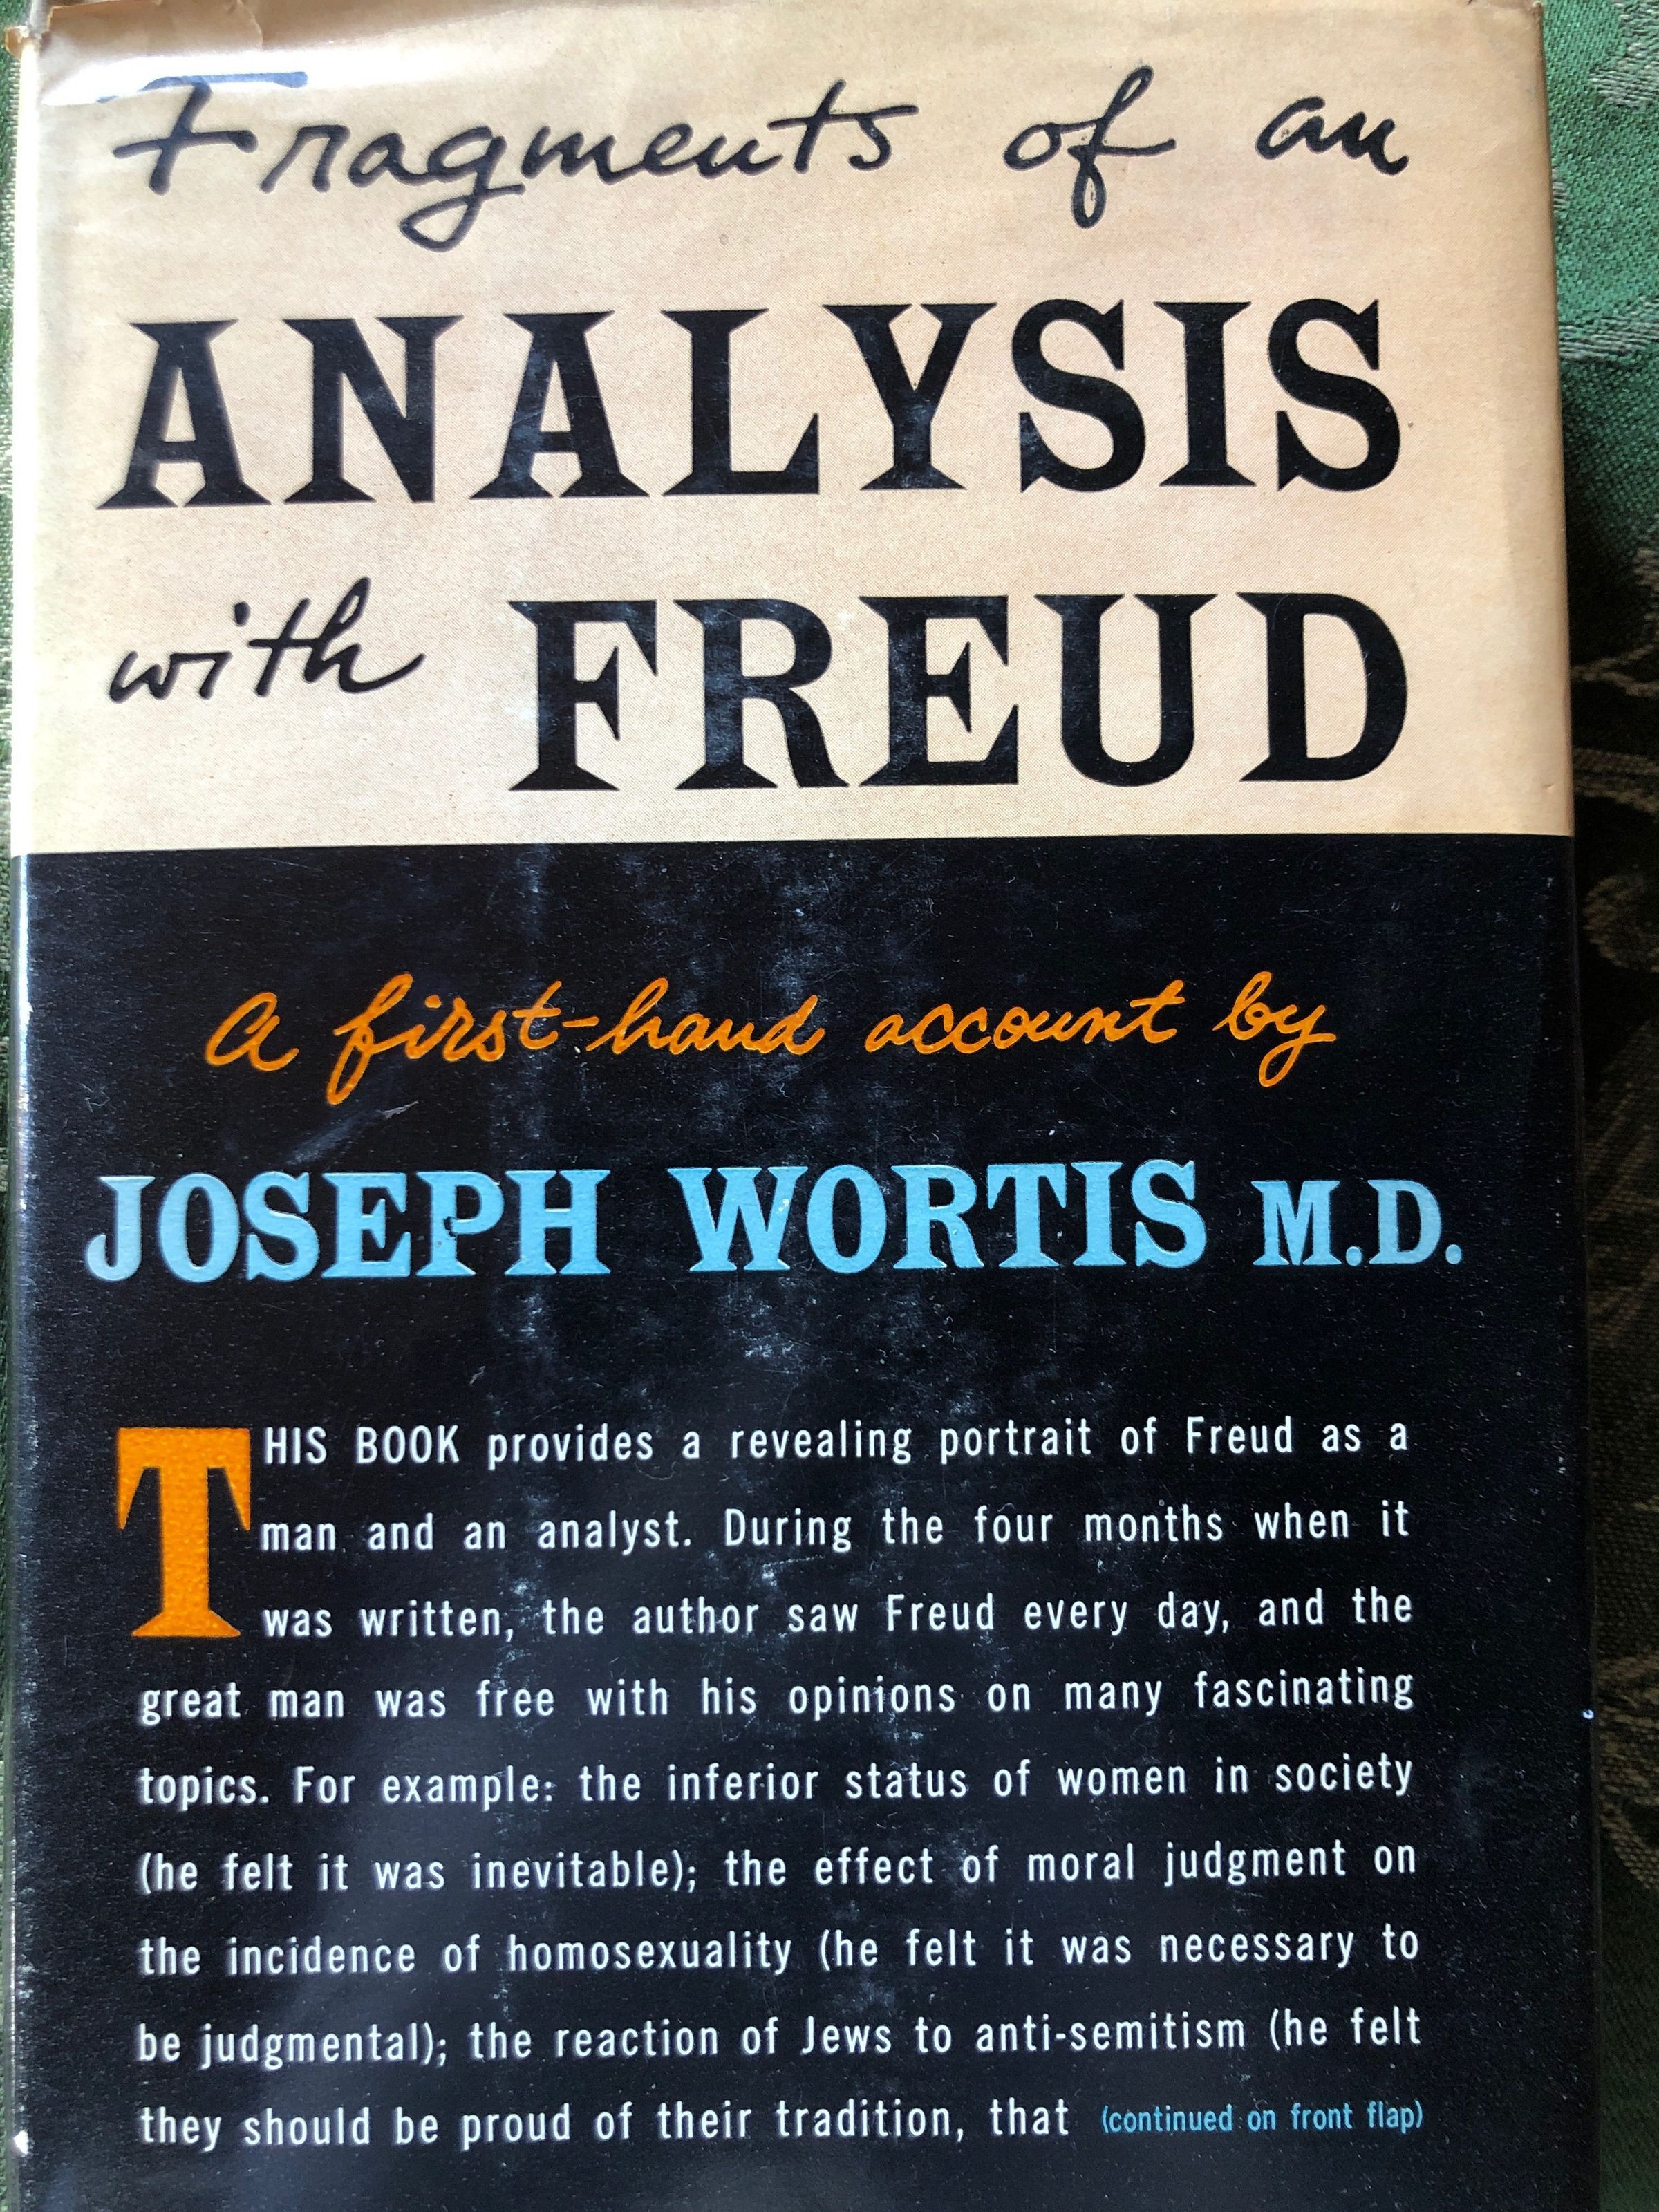 Fragments of an
ANALYSIS
with FREUD
A first-hand account by
JOSEPH WORTIS M.D.
THIS BOOK provides a revealing portrait of Freud as a
man and an analyst. During the four months when it
was written, the author saw Freud every day, and the
great man was free with his opinions on many fascinating
topics. For example: the inferior status of women in society
(he felt it was inevitable); the effect of moral judgment on
the incidence of homosexuality (he felt it was necessary to
be judgmental); the reaction of Jews to anti-semitism (he felt
they should be proud of their tradition, that (continued on front flap)